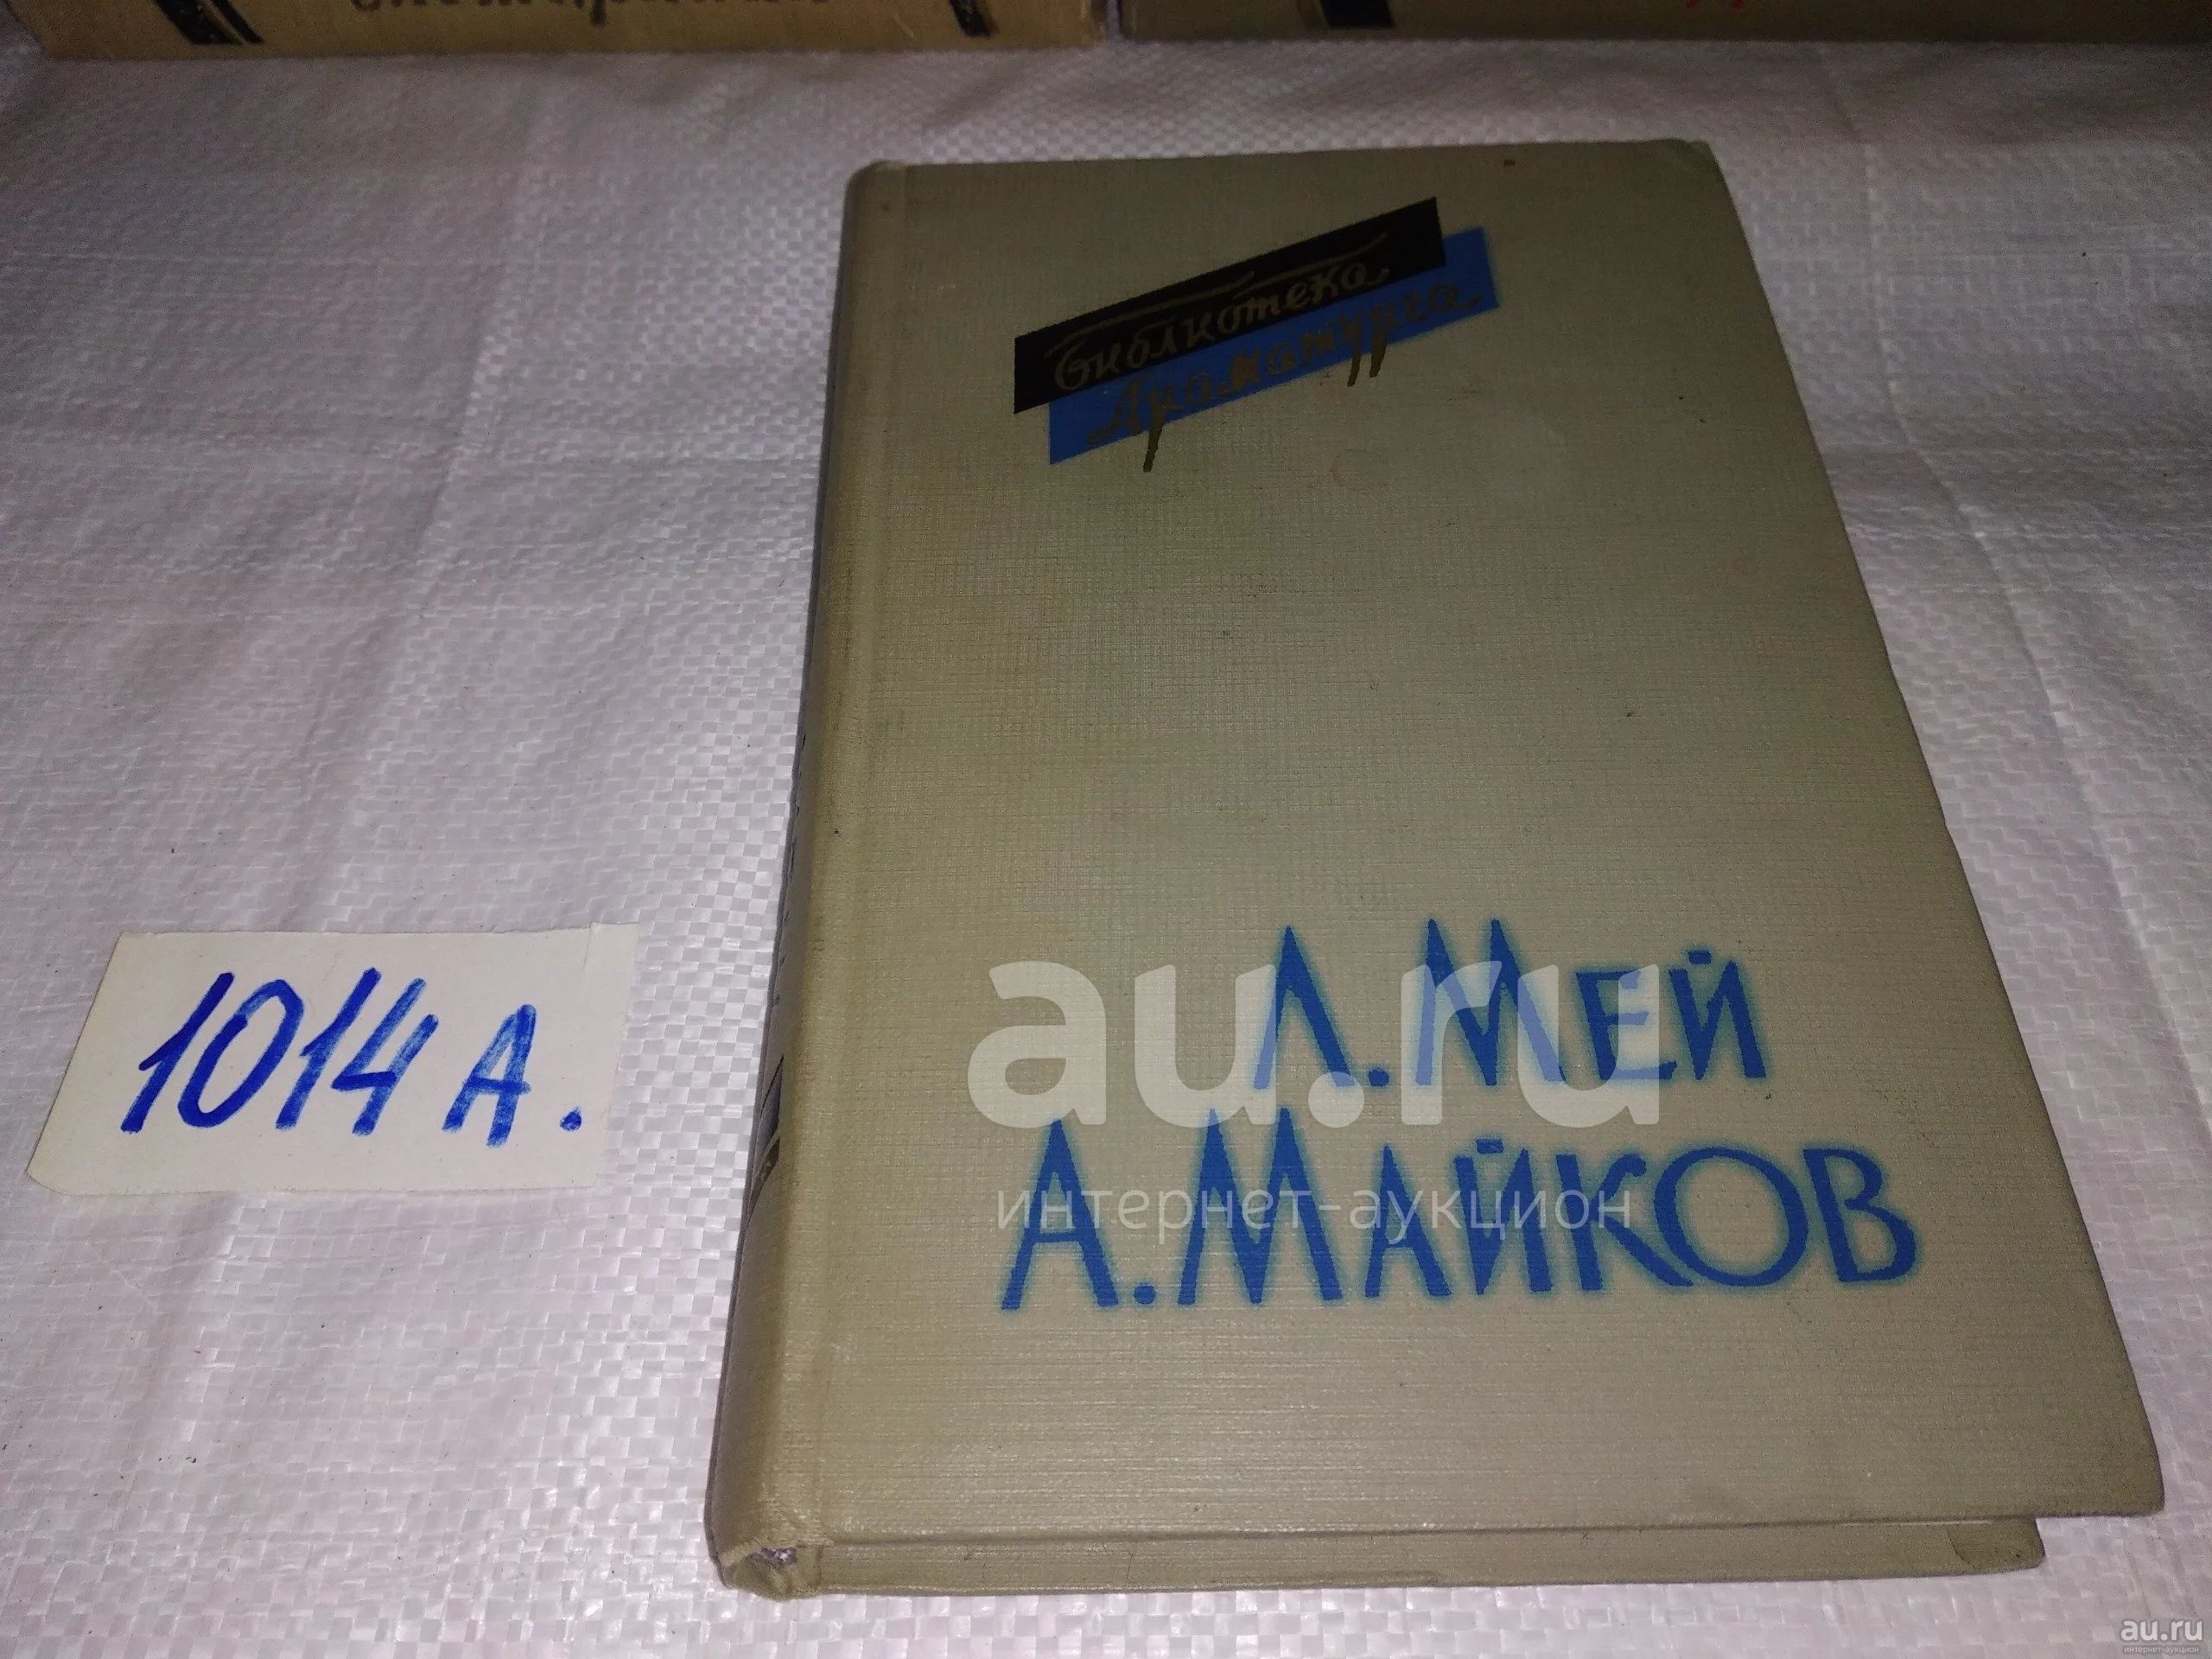 Библиотека
Драматурга
Л. МЕЙ
А. МАЙКОВ
1014 А.
au.ru
интернет-аукцион
au.ru
интернет-аукцион